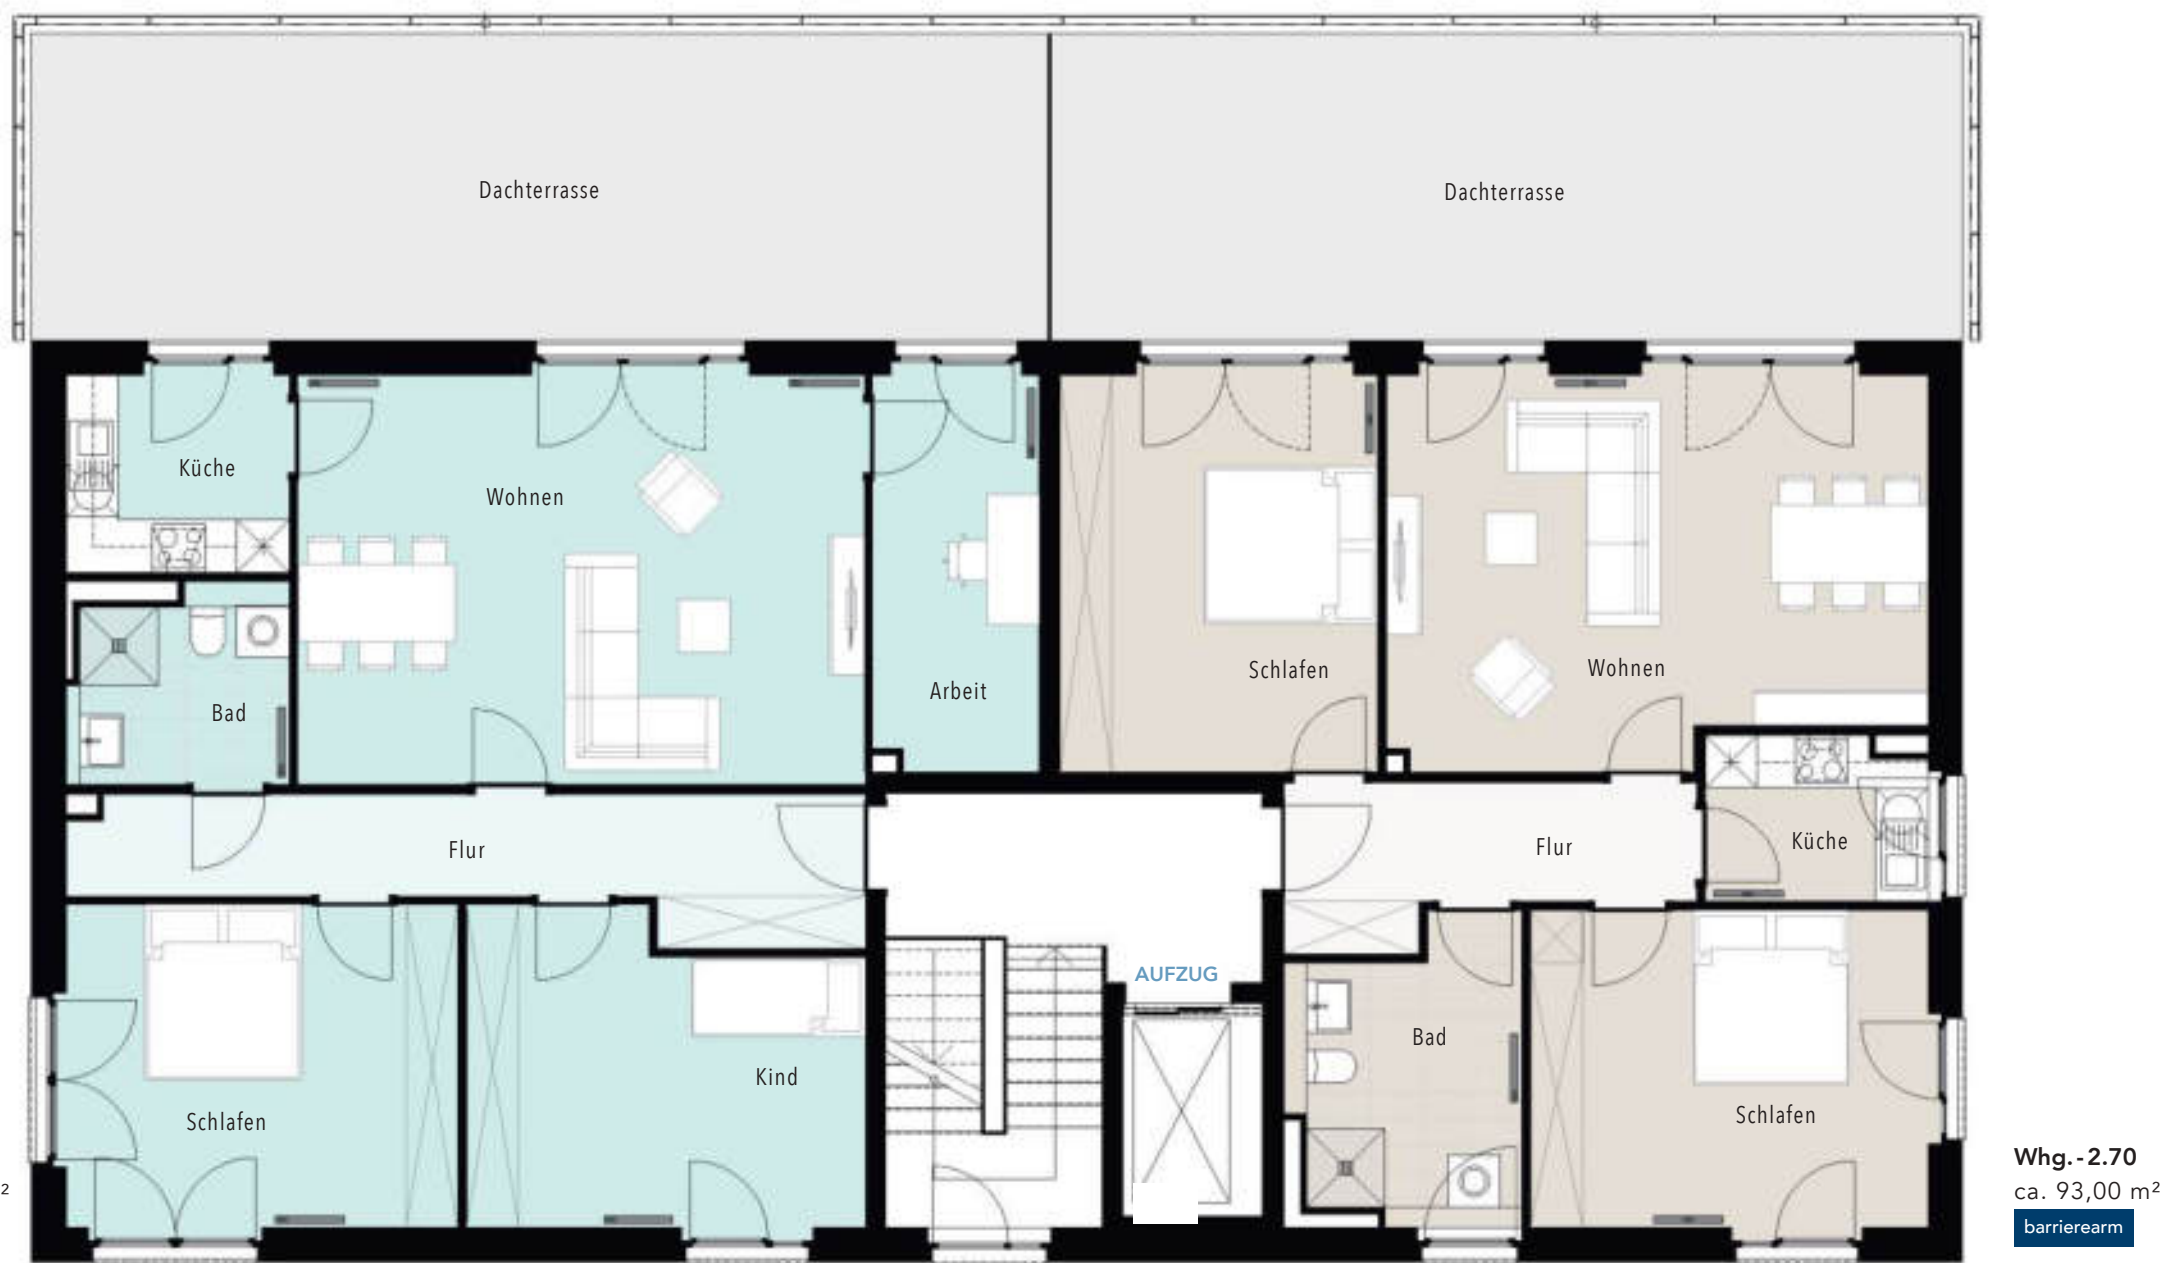 Dachterrasse
Dachterrasse
Küche
Wohnen
Schlafen
Wohnen
Arbeit
Bad
Flur
Flur
Küche
AUFZUG
Bad
Kind
Schlafen
Schlafen
2
Whg.-2.70
ca. 93,00 m²
barrierearm